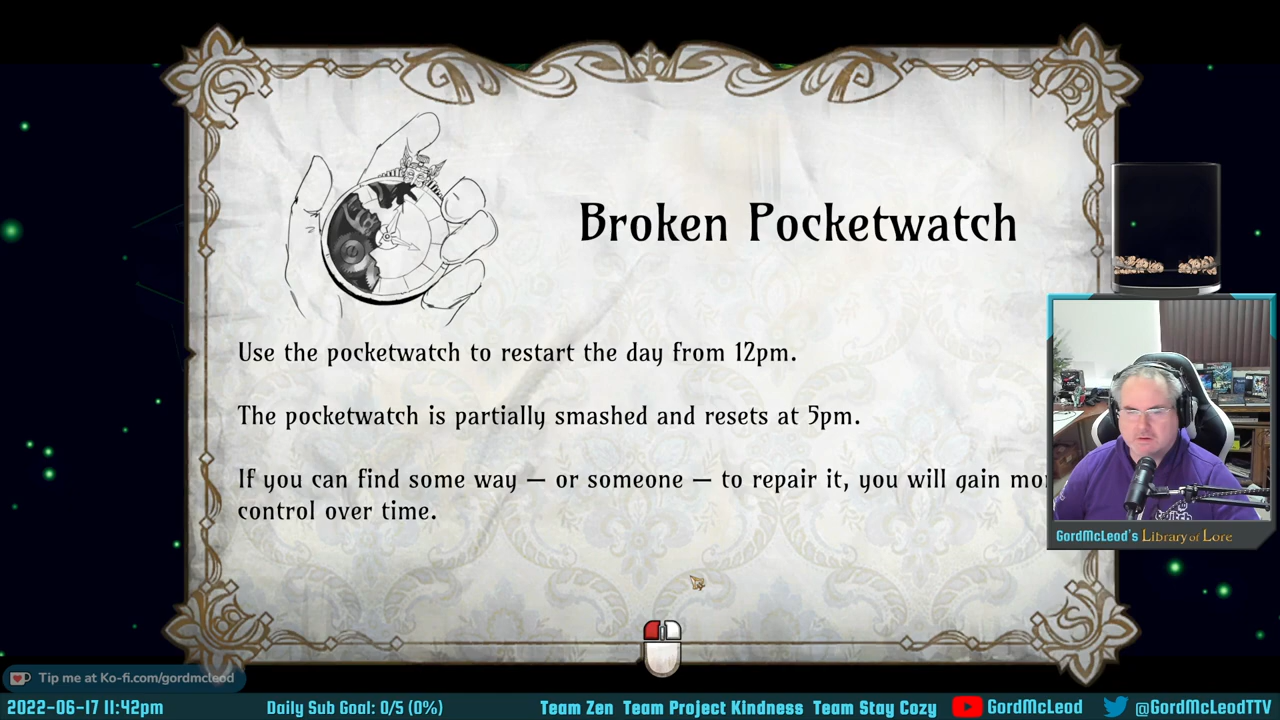 Broken Pocketwatch
Use the pocketwatch to restart the day from 12pm.
The pocketwatch is partially smashed and resets at 5pm.
If you can find some way — or someone — to repair it, you will gain
control over time.
twitch
GordMcLeod's Library of Lore
Tip me at Ko-fi.com/gordmcleod
2022-06-17 11:42pm Daily Sub Goal: 0/5 (0%) Team Zen Team Project Kindness Team Stay Cozy GordMcLeod @GordMcLeodTTV